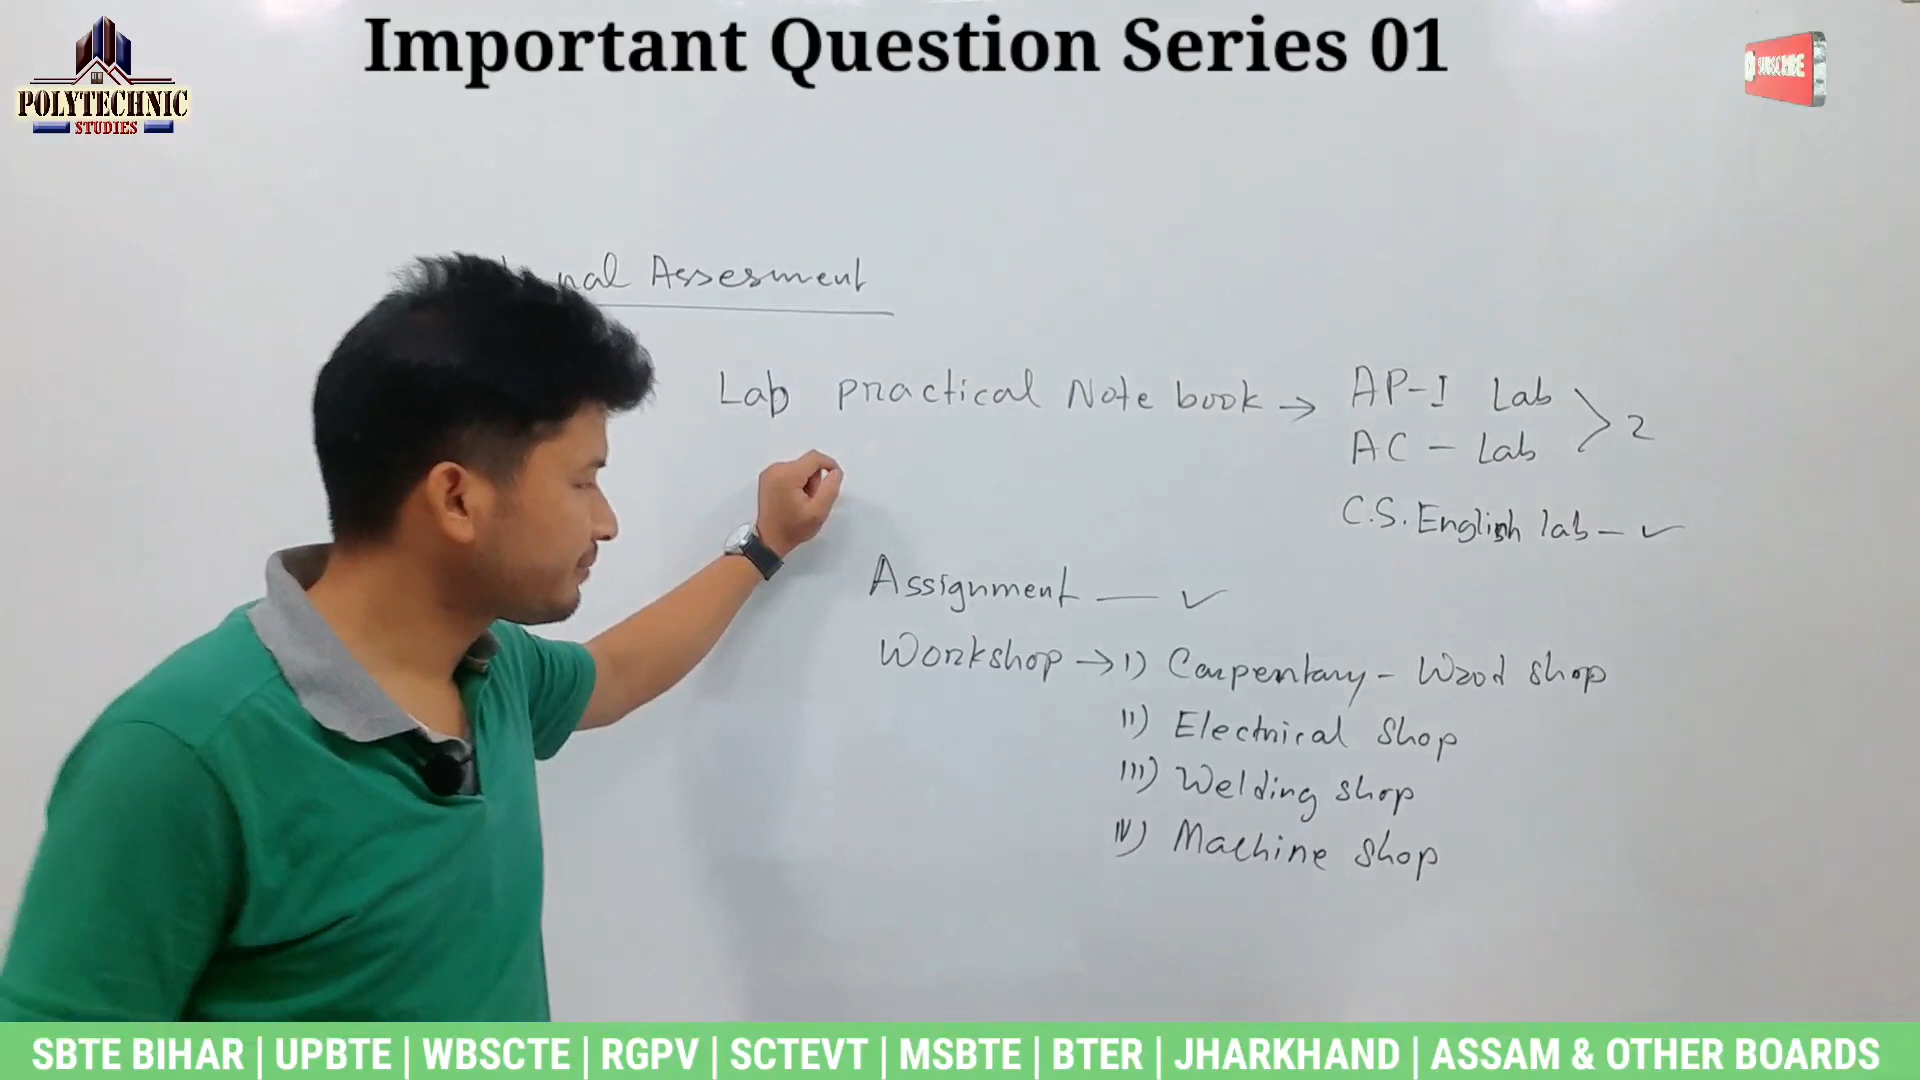 Important Question Series 01
POLYTECHNIC
STUDIES
SUBSCRIBE
Assesment
Lab practical Note book → AP-I Lab
AC - Lab
2
C.S. English lab - ✓
Assignment — ✓
Workshop → i) Carpentary - Wood shop
ii) Electrical Shop
iii) Welding shop
iv) Machine shop
SBTE BIHAR | UPBTE | WBSCTE | RGPV | SCTEVT | MSBTE | BTER | JHARKHAND | ASSAM & OTHER BOARDS